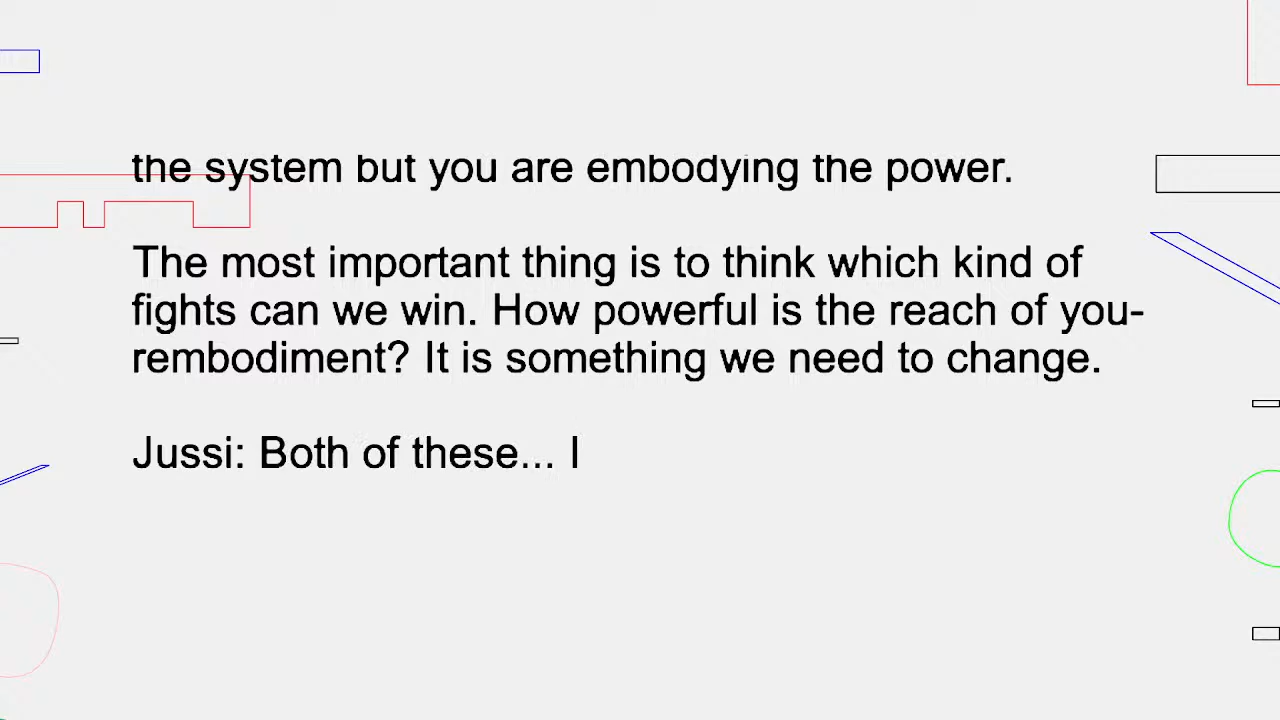 the system but you are embodying the power.
The most important thing is to think which kind of
fights can we win. How powerful is the reach of you-
rembodiment? It is something we need to change.
Jussi: Both of these... I